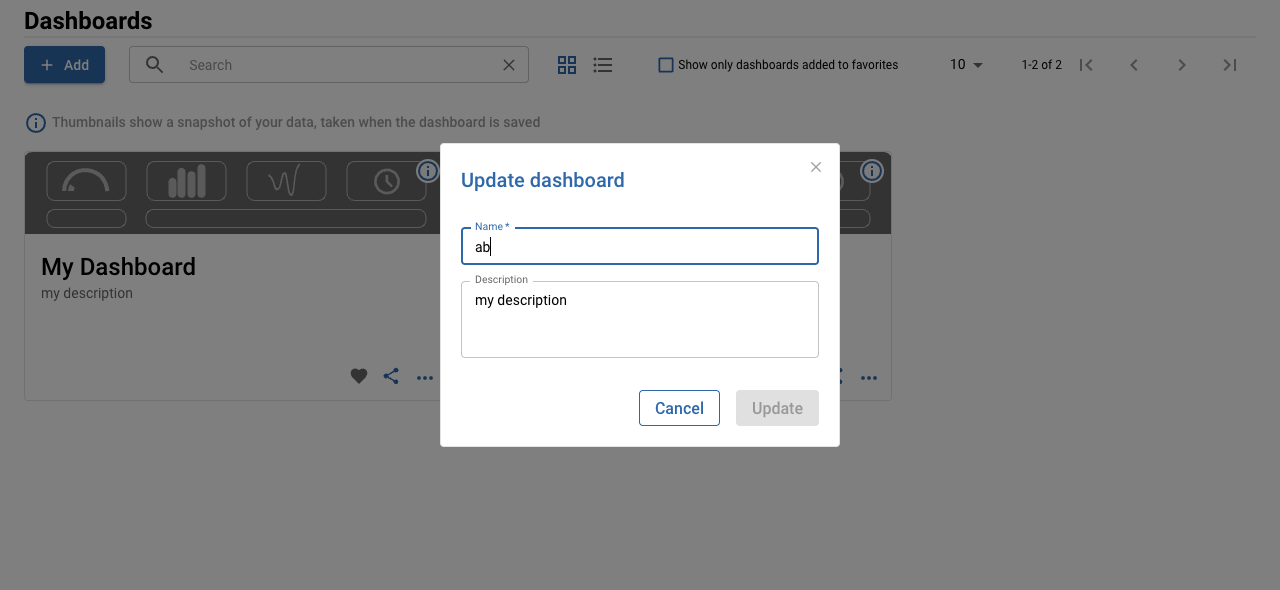 Dashboards
Add
Search
Show only dashboards added to favorites
10
1-2 of 2
Thumbnails show a snapshot of your data, taken when the dashboard is saved
My Dashboard
my description
Update dashboard
Name *
ab
Description
my description
Cancel
Update